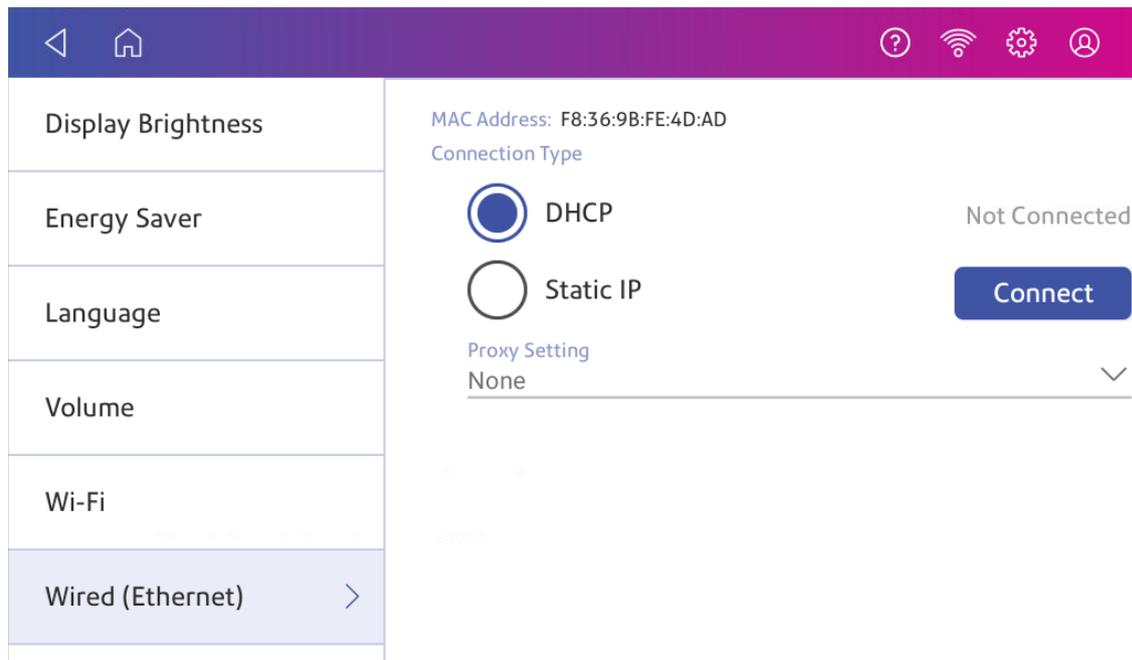 Display Brightness
Energy Saver
Language
Volume
Wi-Fi
Wired (Ethernet)
MAC Address: F8:36:9B:FE:4D:AD
Connection Type
DHCP
Not Connected
Static IP
Connect
Proxy Setting
None